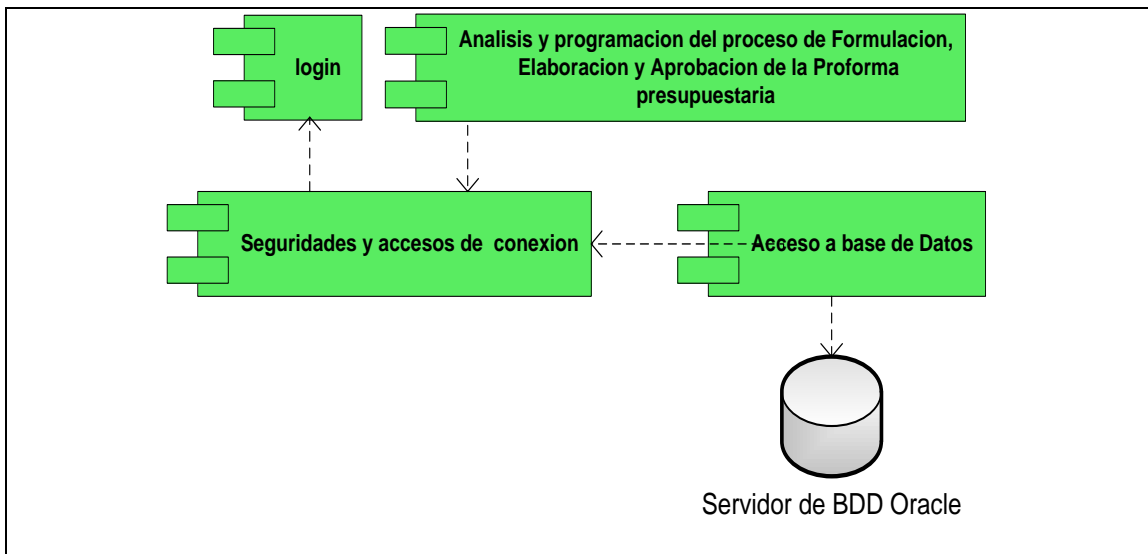 login
Analisis y programacion del proceso de Formulacion,
Elaboracion y Aprobacion de la Proforma
presupuestaria
Seguridades y accesos de conexion
Acceso a base de Datos
Servidor de BDD Oracle